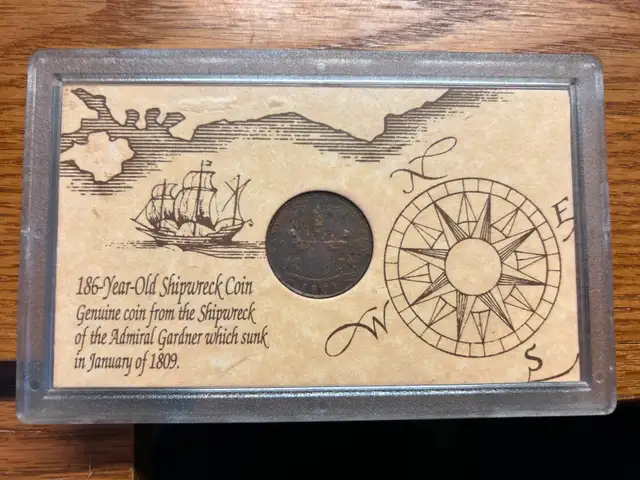 186-Year-Old Shipwreck Coin
Genuine coin from the Shipwreck
of the Admiral Gardner which sunk
in January of 1809.
N
E
W
S